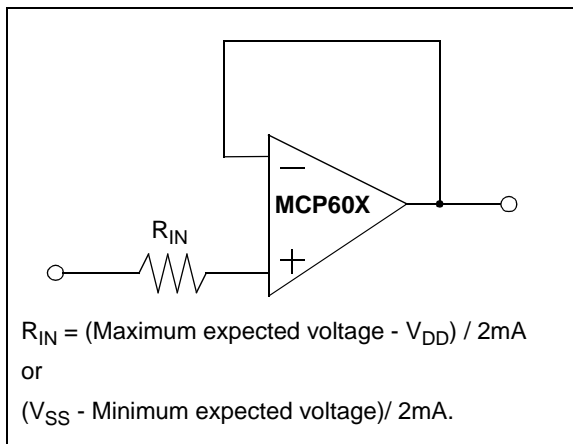 −
MCP60X
R_IN
+
R_IN = (Maximum expected voltage - V_DD) / 2mA
or
(V_SS - Minimum expected voltage)/ 2mA.